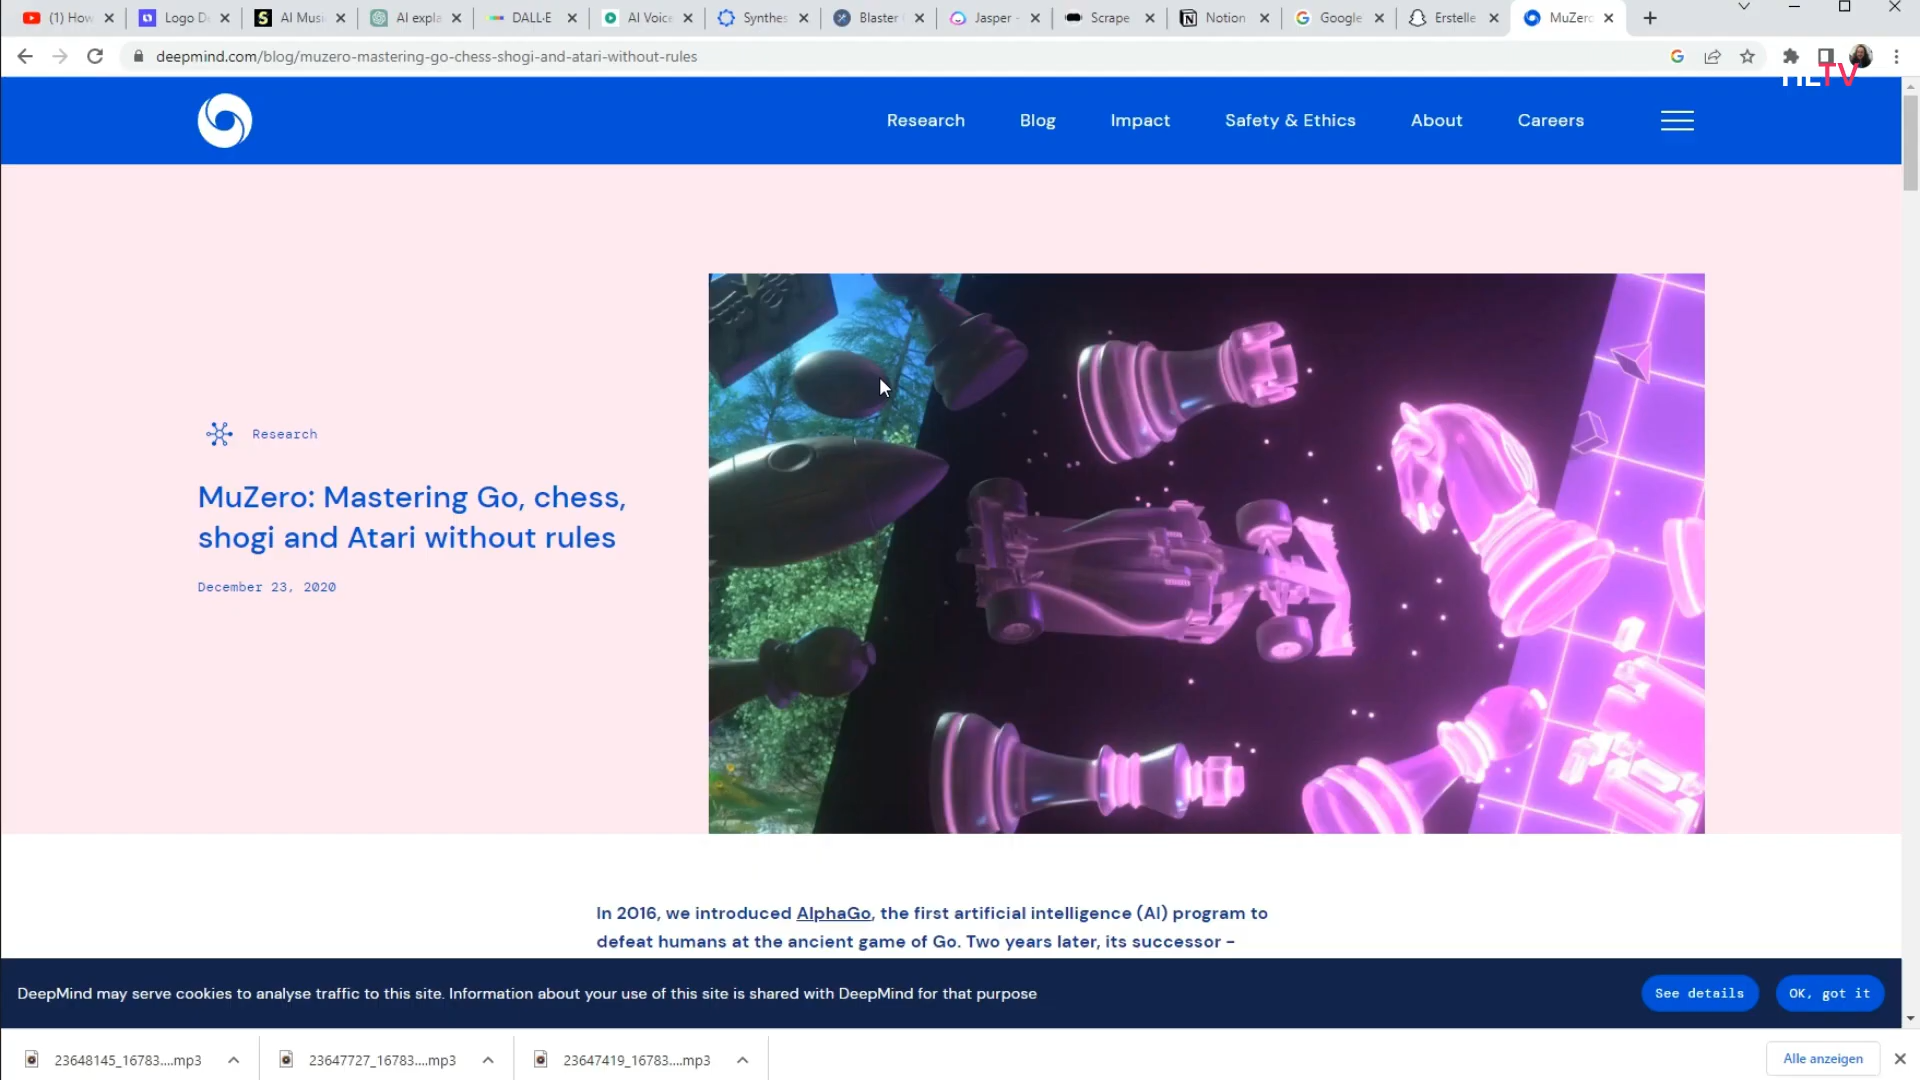 (1) How
Logo D
AI Musi
AI expla
DALL·E
AI Voice
Synthes
Blaster
Jasper -
Scrape
Notion
Google
Erstelle
MuZero
deepmind.com/blog/muzero-mastering-go-chess-shogi-and-atari-without-rules
HLTV
Research
Blog
Impact
Safety & Ethics
About
Careers
Research
MuZero: Mastering Go, chess,
shogi and Atari without rules
December 23, 2020
In 2016, we introduced AlphaGo, the first artificial intelligence (AI) program to
defeat humans at the ancient game of Go. Two years later, its successor -
DeepMind may serve cookies to analyse traffic to this site. Information about your use of this site is shared with DeepMind for that purpose
See details
OK, got it
23648145_16783....mp3
23647727_16783....mp3
23647419_16783....mp3
Alle anzeigen